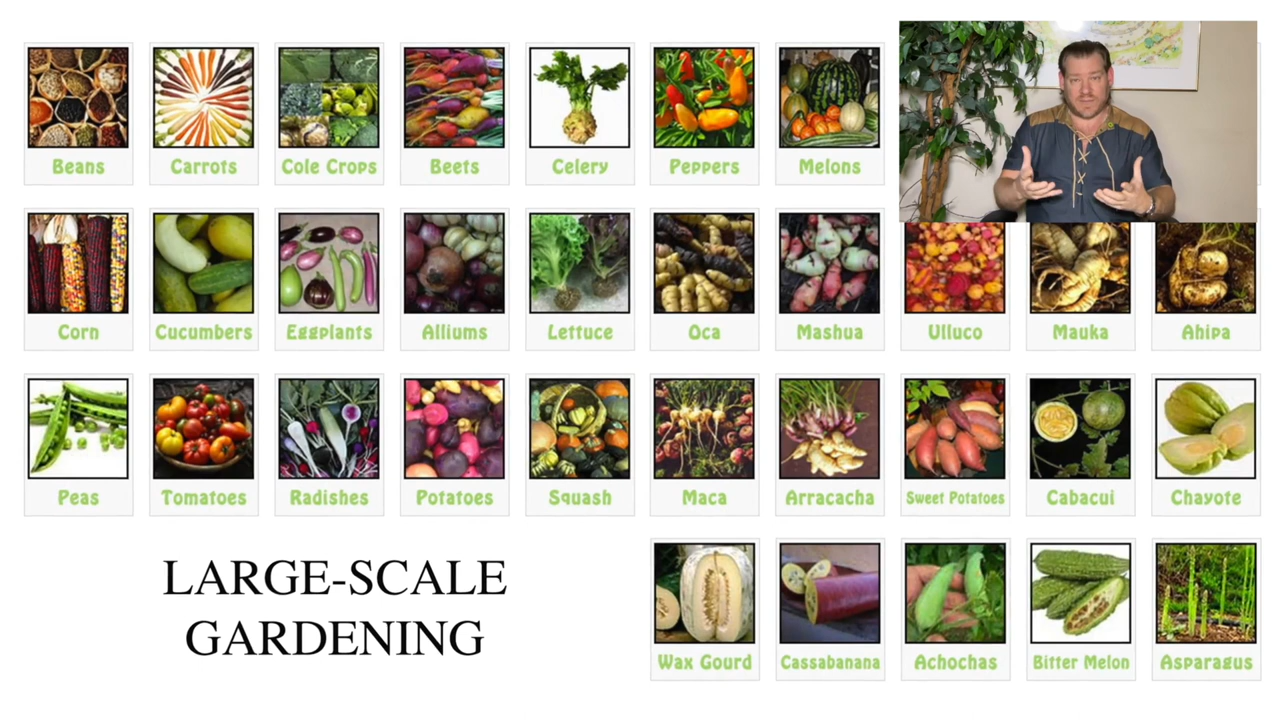 Beans
Carrots
Cole Crops
Beets
Celery
Peppers
Melons
Corn
Cucumbers
Eggplants
Alliums
Lettuce
Oca
Mashua
Ulluco
Mauka
Ahipa
Peas
Tomatoes
Radishes
Potatoes
Squash
Maca
Arracacha
Sweet Potatoes
Cabacui
Chayote
LARGE-SCALE
GARDENING
Wax Gourd
Cassabanana
Achochas
Bitter Melon
Asparagus